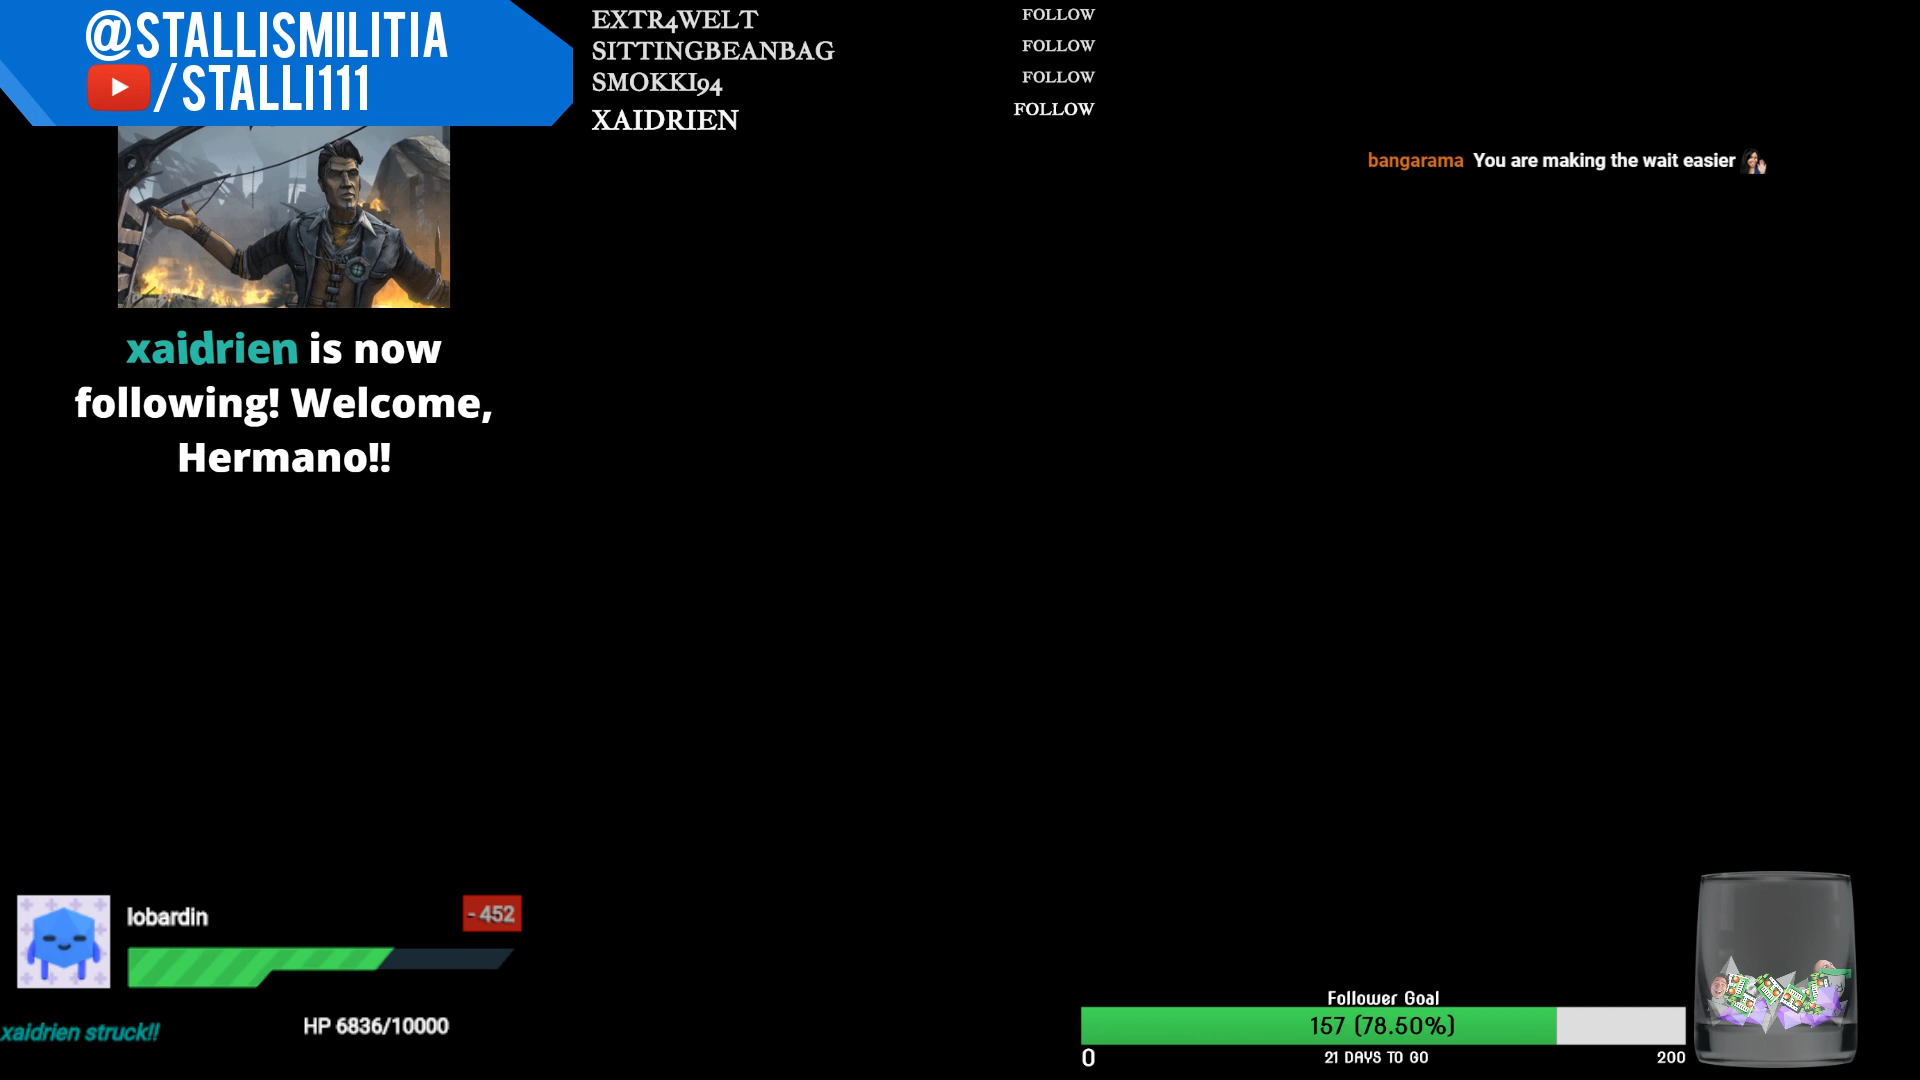 @STALLISMILITIA
/STALLI111
EXTR4WELT FOLLOW
SITTINGBEANBAG FOLLOW
SMOKKI94 FOLLOW
XAIDRIEN FOLLOW
bangarama You are making the wait easier
xaidrien is now
following! Welcome,
Hermano!!
lobardin
- 452
HP 6836/10000
xaidrien struck!!
Follower Goal
157 (78.50%)
0 21 DAYS TO GO 200